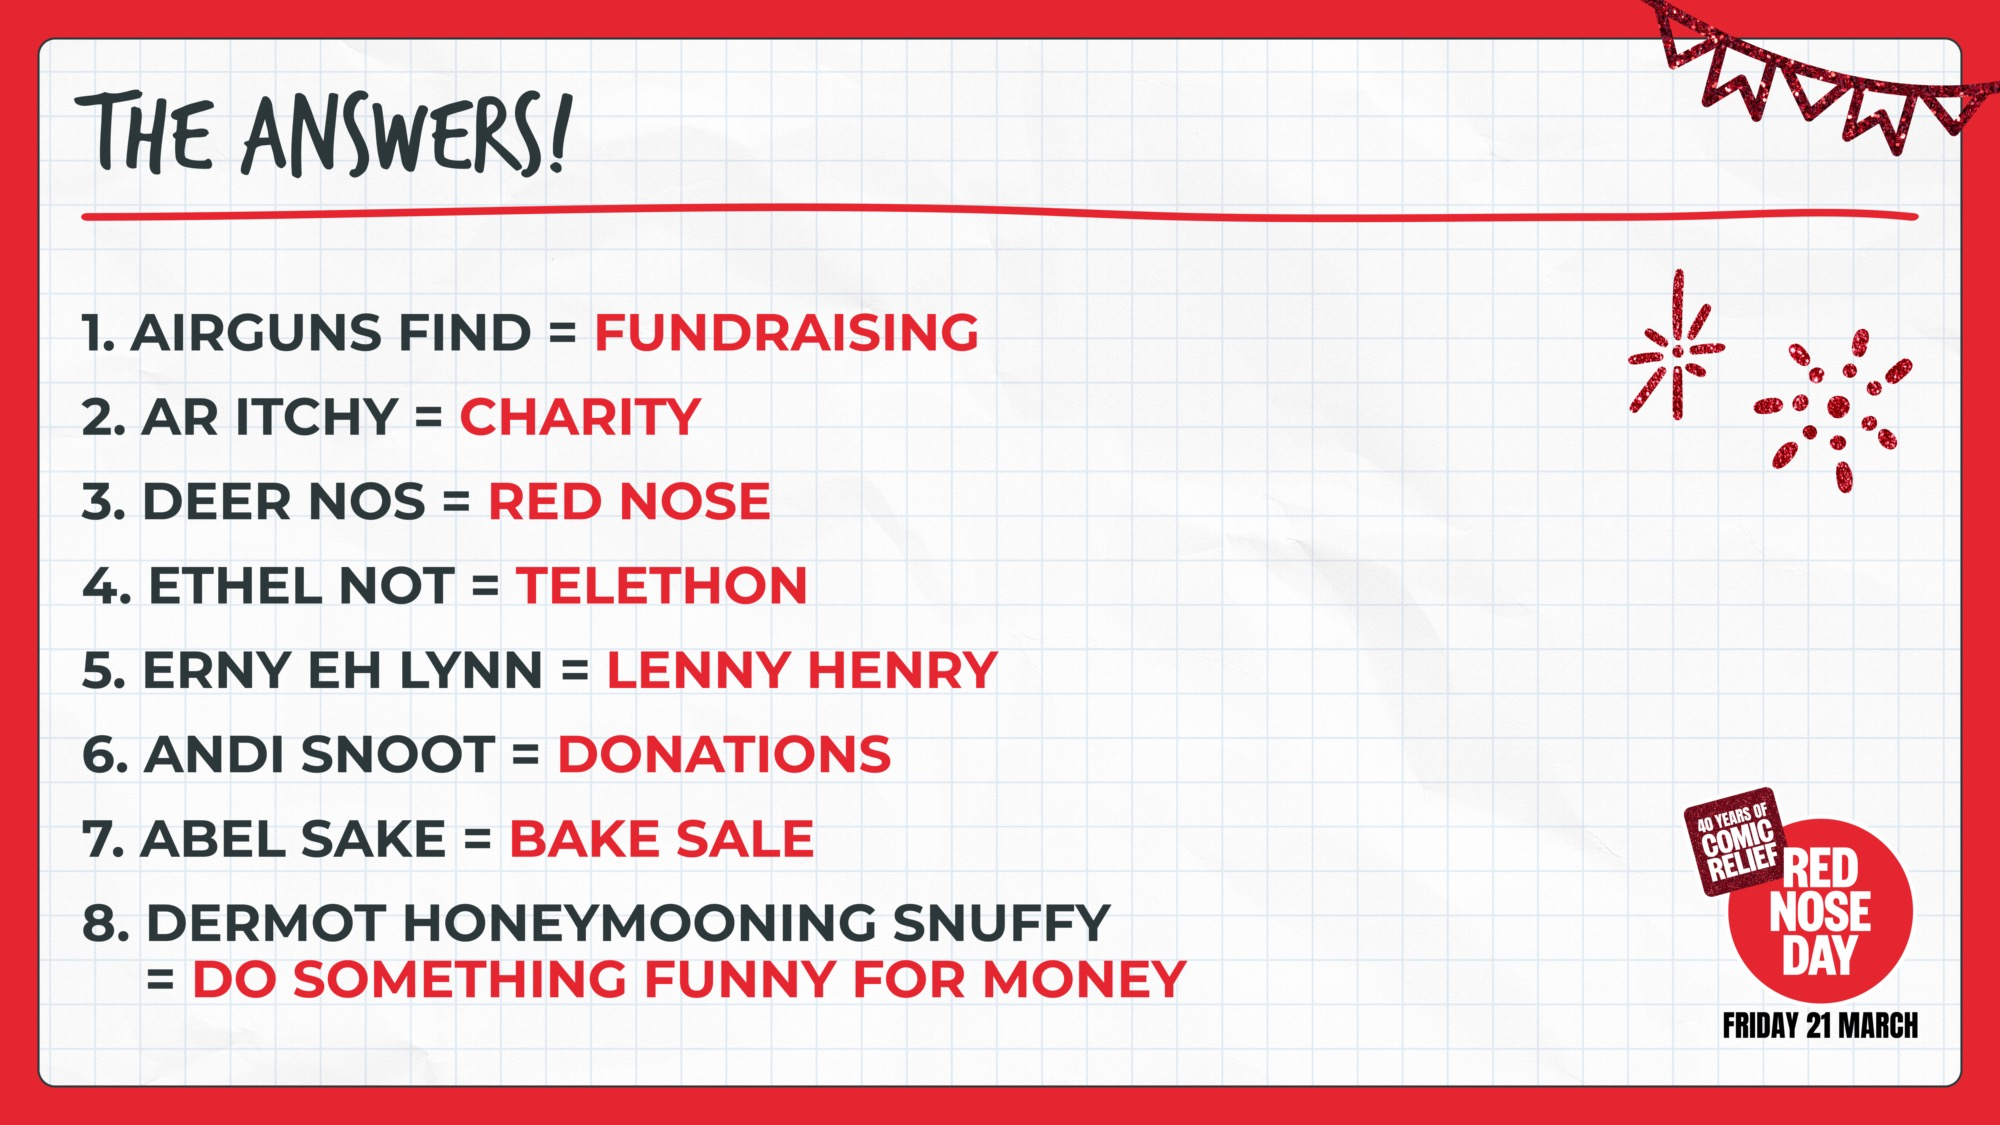 THE ANSWERS!
1. AIRGUNS FIND = FUNDRAISING
2. AR ITCHY = CHARITY
3. DEER NOS = RED NOSE
4. ETHEL NOT = TELETHON
5. ERNY EH LYNN = LENNY HENRY
6. ANDI SNOOT = DONATIONS
7. ABEL SAKE = BAKE SALE
8. DERMOT HONEYMOONING SNUFFY
= DO SOMETHING FUNNY FOR MONEY
40 YEARS OF
COMIC
RELIEF
RED
NOSE
DAY
FRIDAY 21 MARCH